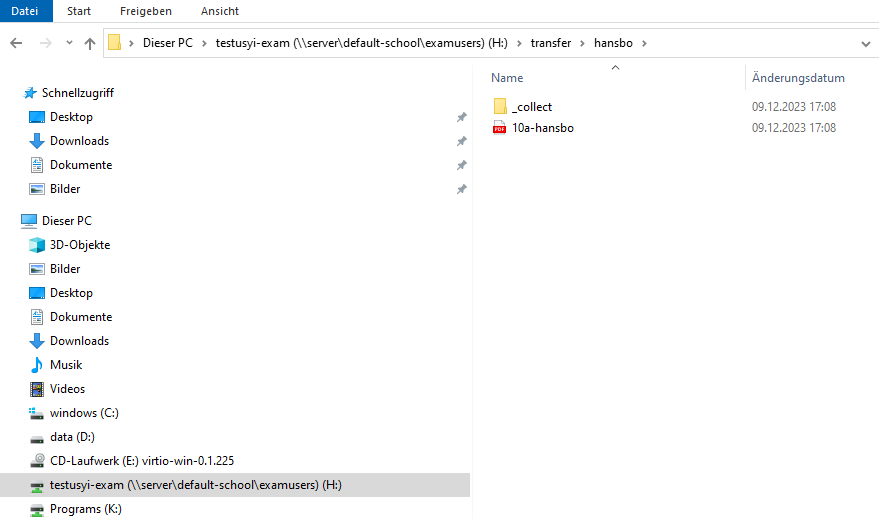 Datei Start Freigeben Ansicht
Dieser PC testusyi-exam (\\server\default-school\examusers) (H:) transfer hansbo
Schnellzugriff
Desktop
Downloads
Dokumente
Bilder
Dieser PC
3D-Objekte
Bilder
Desktop
Dokumente
Downloads
Musik
Videos
windows (C:)
data (D:)
CD-Laufwerk (E:) virtio-win-0.1.225
testusyi-exam (\\server\default-school\examusers) (H:)
Programs (K:)
Name Änderungsdatum
_collect 09.12.2023 17:08
PDF 10a-hansbo 09.12.2023 17:08